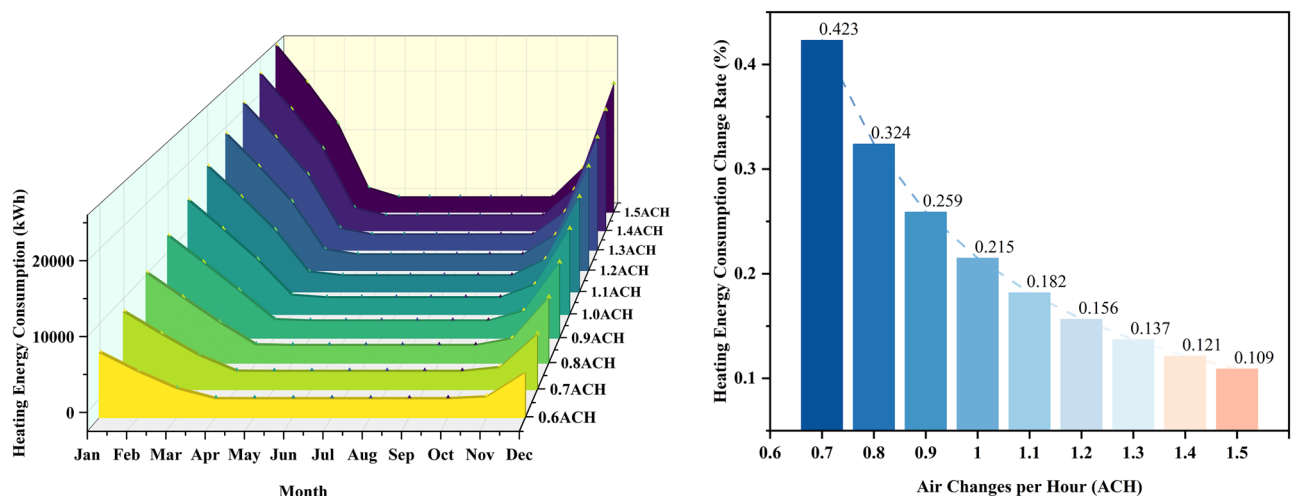 Heating Energy Consumption (kWh)
20000
10000
0
Jan Feb Mar Apr May Jun Jul Aug Sep Oct Nov Dec
Month
1.5ACH
1.4ACH
1.3ACH
1.2ACH
1.1ACH
1.0ACH
0.9ACH
0.8ACH
0.7ACH
0.6ACH
Heating Energy Consumption Change Rate (%)
0.4
0.3
0.2
0.1
0.423
0.324
0.259
0.215
0.182
0.156
0.137
0.121
0.109
0.6 0.7 0.8 0.9 1 1.1 1.2 1.3 1.4 1.5
Air Changes per Hour (ACH)